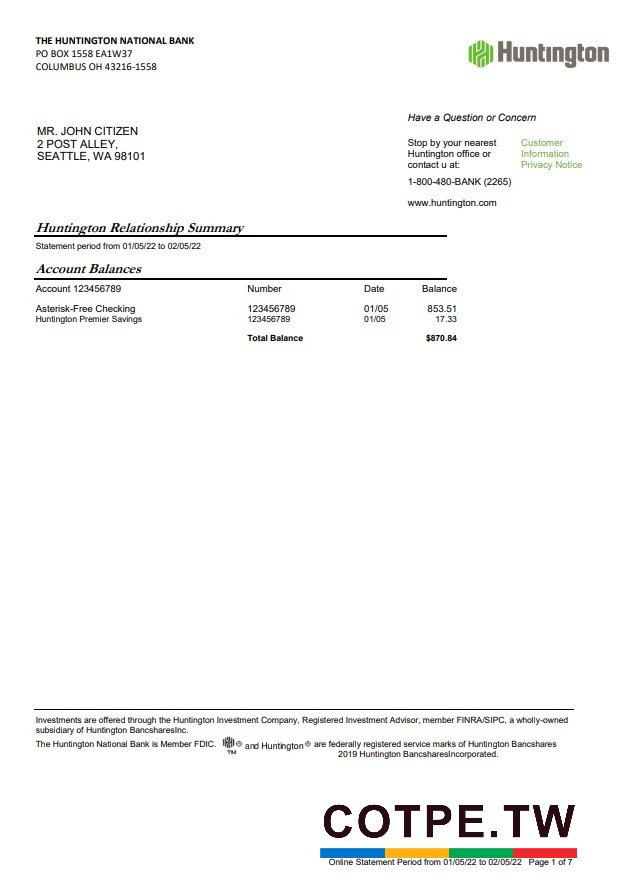 THE HUNTINGTON NATIONAL BANK
PO BOX 1558 EA1W37
COLUMBUS OH 43216-1558
Huntington
Have a Question or Concern
MR. JOHN CITIZEN
2 POST ALLEY,
SEATTLE, WA 98101
Stop by your nearest
Huntington office or
contact u at:
1-800-480-BANK (2265)
www.huntington.com
Customer
Information
Privacy Notice
Huntington Relationship Summary
Statement period from 01/05/22 to 02/05/22
Account Balances
Account 123456789 Number Date Balance
Asterisk-Free Checking 123456789 01/05 853.51
Huntington Premier Savings 123456789 01/05 17.33
Total Balance $870.84
Investments are offered through the Huntington Investment Company, Registered Investment Advisor, member FINRA/SIPC, a wholly-owned
subsidiary of Huntington BancsharesInc.
The Huntington National Bank is Member FDIC. ® and Huntington ® are federally registered service marks of Huntington Bancshares
TM
2019 Huntington BancsharesIncorporated.
COTPE.TW
Online Statement Period from 01/05/22 to 02/05/22 Page 1 of 7